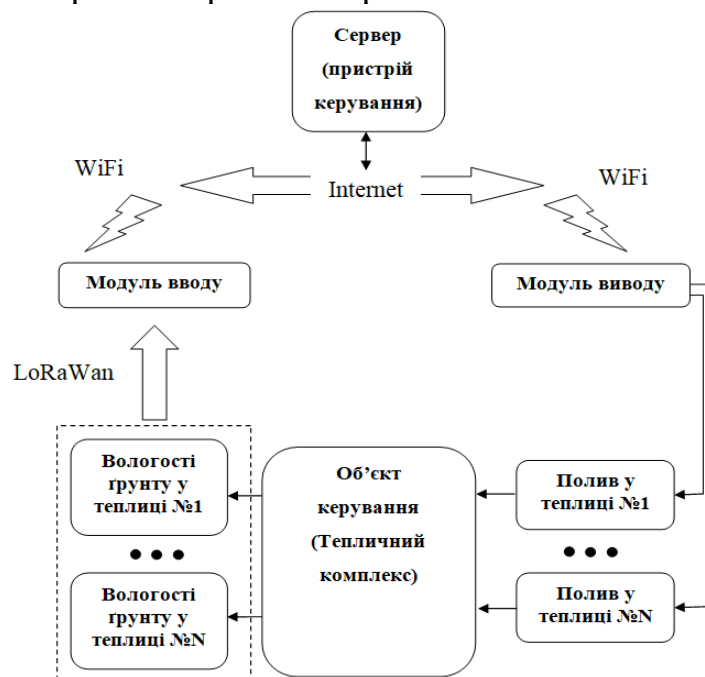 Сервер
(пристрій
керування)
WiFi
WiFi
Internet
Модуль вводу
Модуль виводу
LoRaWan
Вологості
ґрунту у
теплиці №1
Об’єкт
керування
(Тепличний
комплекс)
Полив у
теплиці №1
Вологості
ґрунту у
теплиці №N
Полив у
теплиці №N